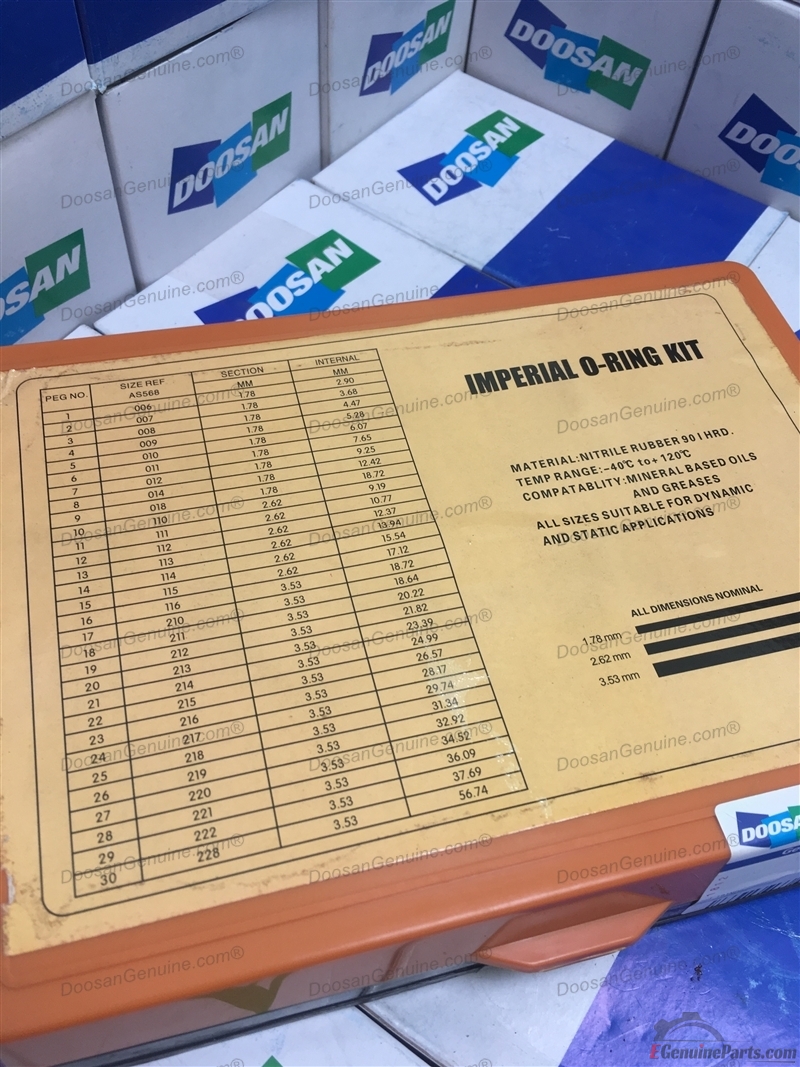 DOOSAN
DOOSAN
DOOSAN
DOOSAN
DOOSAN
DOOSAN
DOOSAN
IMPERIAL O-RING KIT
PEG NO. SIZE REF AS568 SECTION MM INTERNAL MM
1 006 1.78 2.90
2 007 1.78 3.68
3 008 1.78 4.47
4 009 1.78 5.28
5 010 1.78 6.07
6 011 1.78 7.65
7 012 1.78 9.25
8 014 1.78 12.42
9 018 1.78 18.72
10 110 2.62 9.19
11 111 2.62 10.77
12 112 2.62 12.37
13 113 2.62 13.94
14 114 2.62 15.54
15 115 2.62 17.12
16 116 2.62 18.72
17 210 3.53 18.64
18 211 3.53 20.22
19 212 3.53 21.82
20 213 3.53 23.39
21 214 3.53 24.99
22 215 3.53 26.57
23 216 3.53 28.17
24 217 3.53 29.74
25 218 3.53 31.34
26 219 3.53 32.92
27 220 3.53 34.52
28 221 3.53 36.09
29 222 3.53 37.69
30 228 3.53 56.74
MATERIAL:NITRILE RUBBER 90 I HRD.
TEMP RANGE:-40℃ to+ 120℃
COMPATABLITY:MINERAL BASED OILS
AND GREASES
ALL SIZES SUITABLE FOR DYNAMIC
AND STATIC APPLICATIONS
ALL DIMENSIONS NOMINAL
1.78 mm
2.62 mm
3.53 mm
DOOSAN
DoosanGenuine.com®
EGenuineParts.com